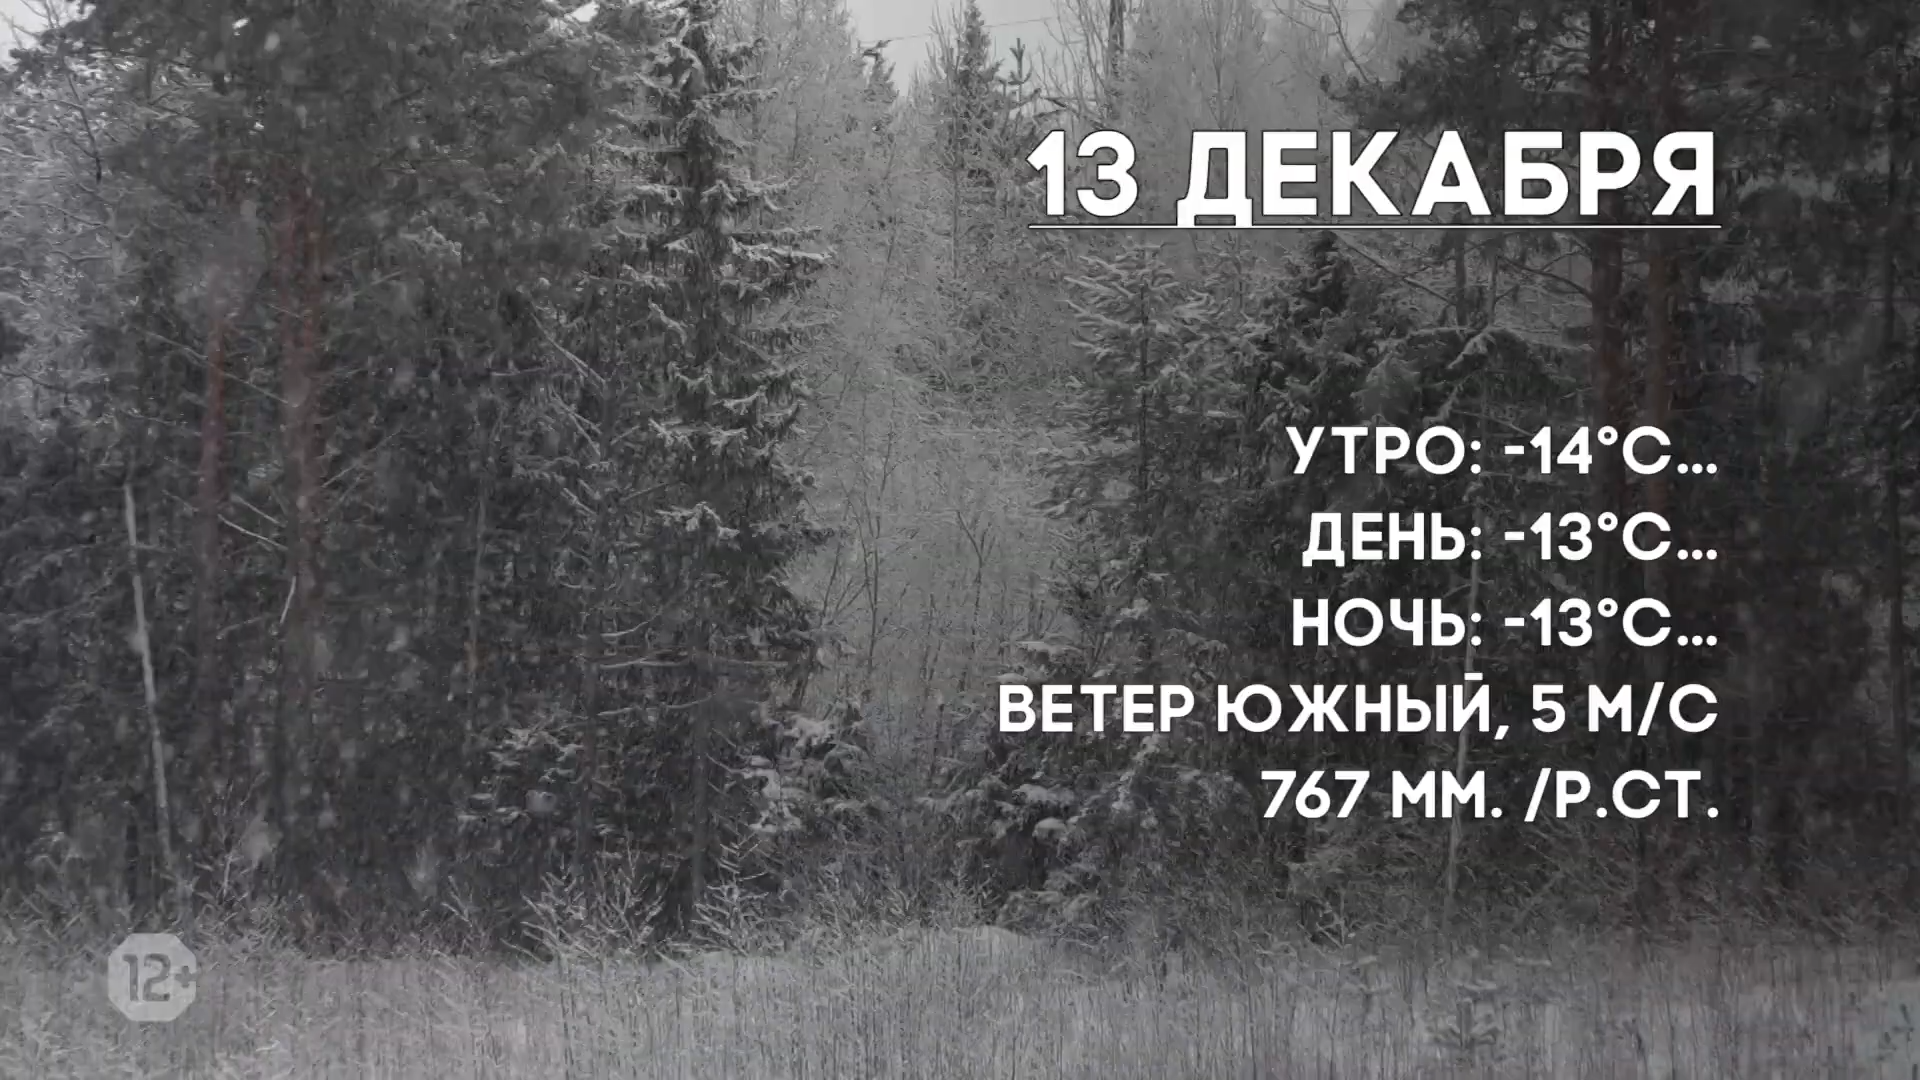 13 ДЕКАБРЯ
УТРО: -14°C...
ДЕНЬ: -13°C...
НОЧЬ: -13°C...
ВЕТЕР ЮЖНЫЙ, 5 М/С
767 ММ. /Р.СТ.
12+